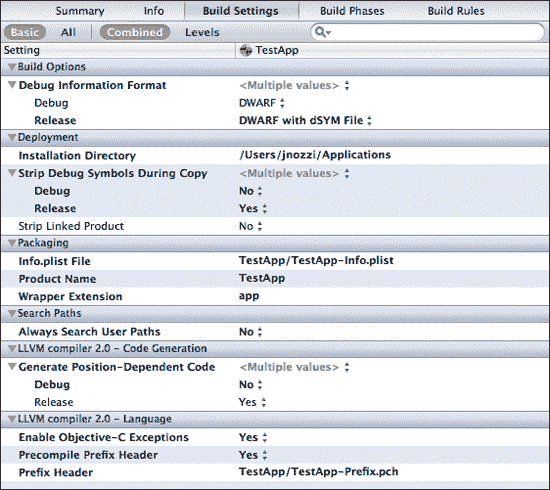 Summary Info Build Settings Build Phases Build Rules
Basic All Combined Levels
Setting TestApp
Build Options
Debug Information Format <Multiple values>
Debug DWARF
Release DWARF with dSYM File
Deployment
Installation Directory /Users/jnozzi/Applications
Strip Debug Symbols During Copy <Multiple values>
Debug No
Release Yes
Strip Linked Product No
Packaging
Info.plist File TestApp/TestApp-Info.plist
Product Name TestApp
Wrapper Extension app
Search Paths
Always Search User Paths No
LLVM compiler 2.0 - Code Generation
Generate Position-Dependent Code <Multiple values>
Debug No
Release Yes
LLVM compiler 2.0 - Language
Enable Objective-C Exceptions Yes
Precompile Prefix Header Yes
Prefix Header TestApp/TestApp-Prefix.pch